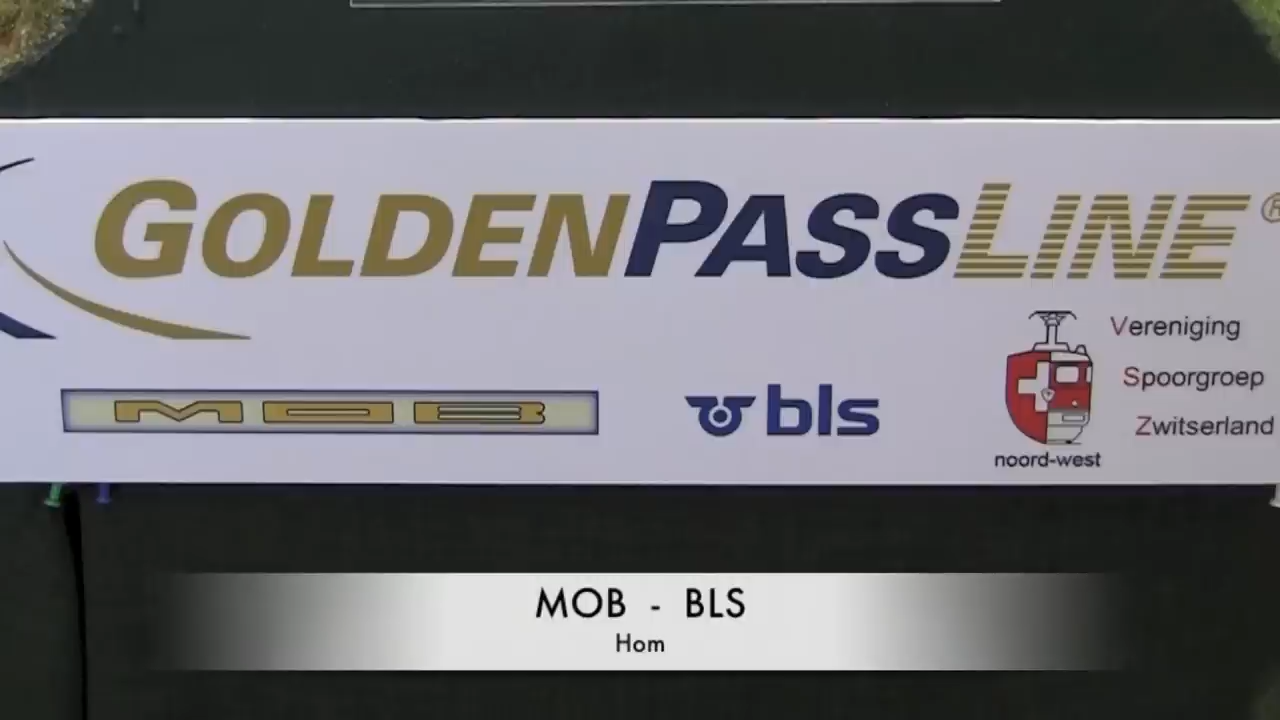 GOLDENPASSLINE®
Vereniging
Spoorgroep
Zwitserland
noord-west
MOB
bls
MOB - BLS
Hom